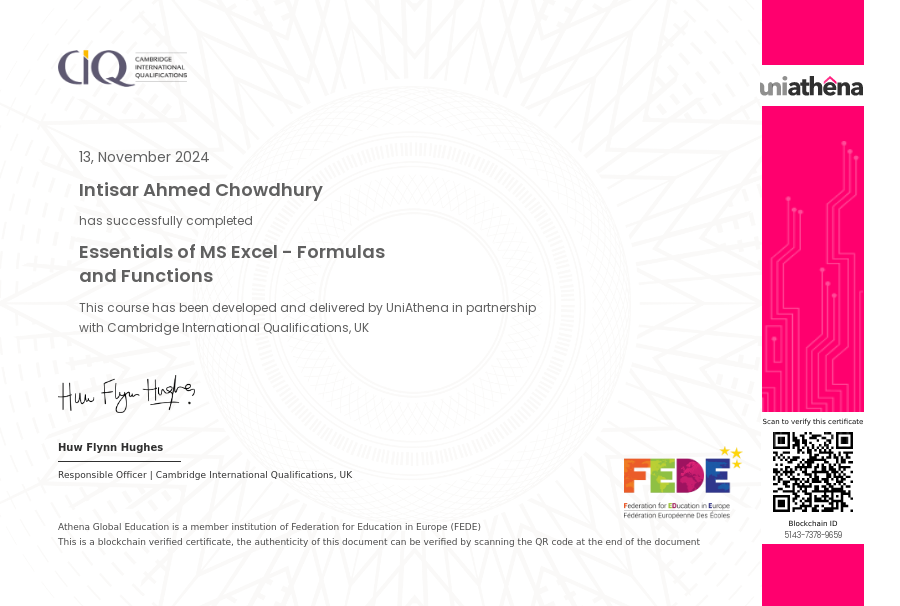 CIQ
CAMBRIDGE
INTERNATIONAL
QUALIFICATIONS
uniathena
13, November 2024
Intisar Ahmed Chowdhury
has successfully completed
Essentials of MS Excel - Formulas
and Functions
This course has been developed and delivered by UniAthena in partnership
with Cambridge International Qualifications, UK
Huw Flynn Hughes
Huw Flynn Hughes
Responsible Officer | Cambridge International Qualifications, UK
FEDE
Federation for EDucation in Europe
Fédération Européenne Des Écoles
Scan to verify this certificate
Blockchain ID
5143-7378-9659
Athena Global Education is a member institution of Federation for Education in Europe (FEDE)
This is a blockchain verified certificate, the authenticity of this document can be verified by scanning the QR code at the end of the document